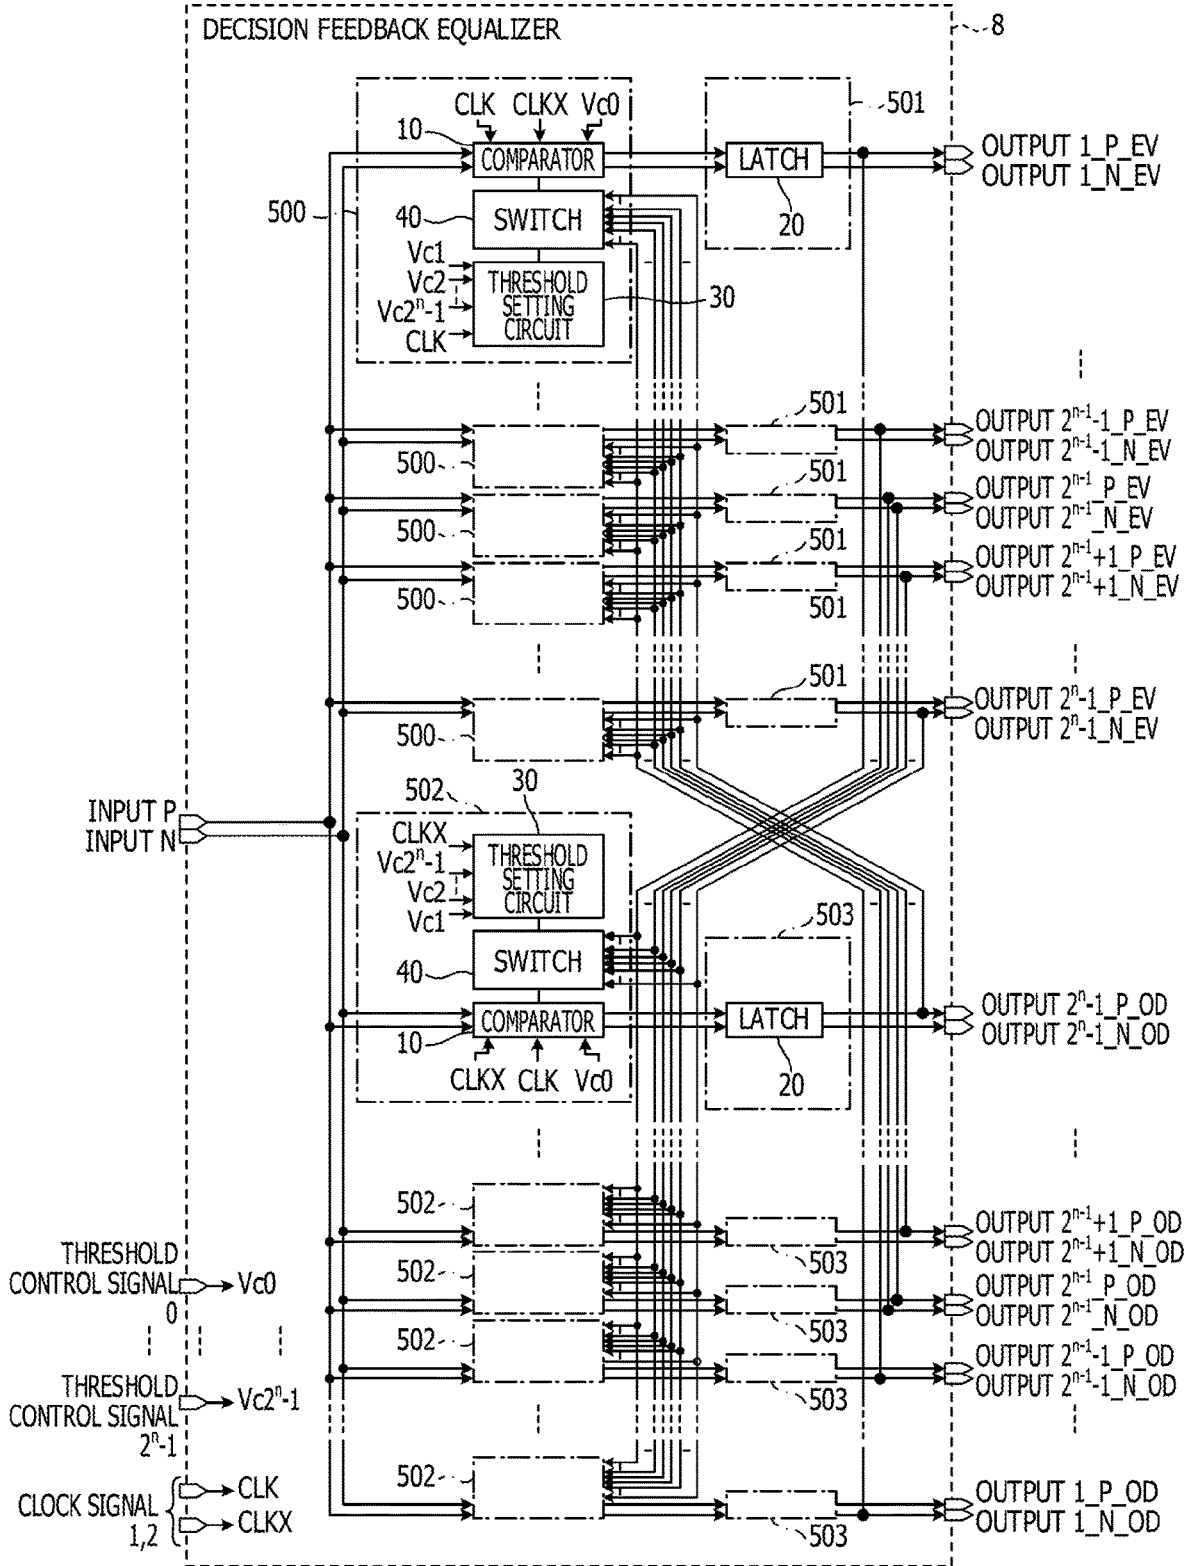 DECISION FEEDBACK EQUALIZER
8
CLK CLKX Vc0
501
10
COMPARATOR
LATCH
OUTPUT 1_P_EV
OUTPUT 1_N_EV
500
40
SWITCH
20
Vc1
Vc2
Vc2ⁿ-1
CLK
THRESHOLD
SETTING
CIRCUIT
30
501
OUTPUT 2ⁿ⁻¹-1_P_EV
OUTPUT 2ⁿ⁻¹-1_N_EV
500
501
OUTPUT 2ⁿ⁻¹_P_EV
OUTPUT 2ⁿ⁻¹_N_EV
500
501
OUTPUT 2ⁿ⁻¹+1_P_EV
OUTPUT 2ⁿ⁻¹+1_N_EV
500
501
501
OUTPUT 2ⁿ-1_P_EV
OUTPUT 2ⁿ-1_N_EV
500
INPUT P
INPUT N
502
30
CLKX
Vc2ⁿ-1
Vc2
Vc1
THRESHOLD
SETTING
CIRCUIT
503
40
SWITCH
10
COMPARATOR
LATCH
OUTPUT 2ⁿ-1_P_OD
OUTPUT 2ⁿ-1_N_OD
CLKX CLK Vc0
20
502
503
OUTPUT 2ⁿ⁻¹+1_P_OD
OUTPUT 2ⁿ⁻¹+1_N_OD
THRESHOLD
CONTROL SIGNAL
0
Vc0
502
503
OUTPUT 2ⁿ⁻¹_P_OD
OUTPUT 2ⁿ⁻¹_N_OD
502
503
OUTPUT 2ⁿ⁻¹-1_P_OD
OUTPUT 2ⁿ⁻¹-1_N_OD
THRESHOLD
CONTROL SIGNAL
2ⁿ-1
Vc2ⁿ-1
502
503
OUTPUT 1_P_OD
OUTPUT 1_N_OD
CLOCK SIGNAL
1,2
CLK
CLKX